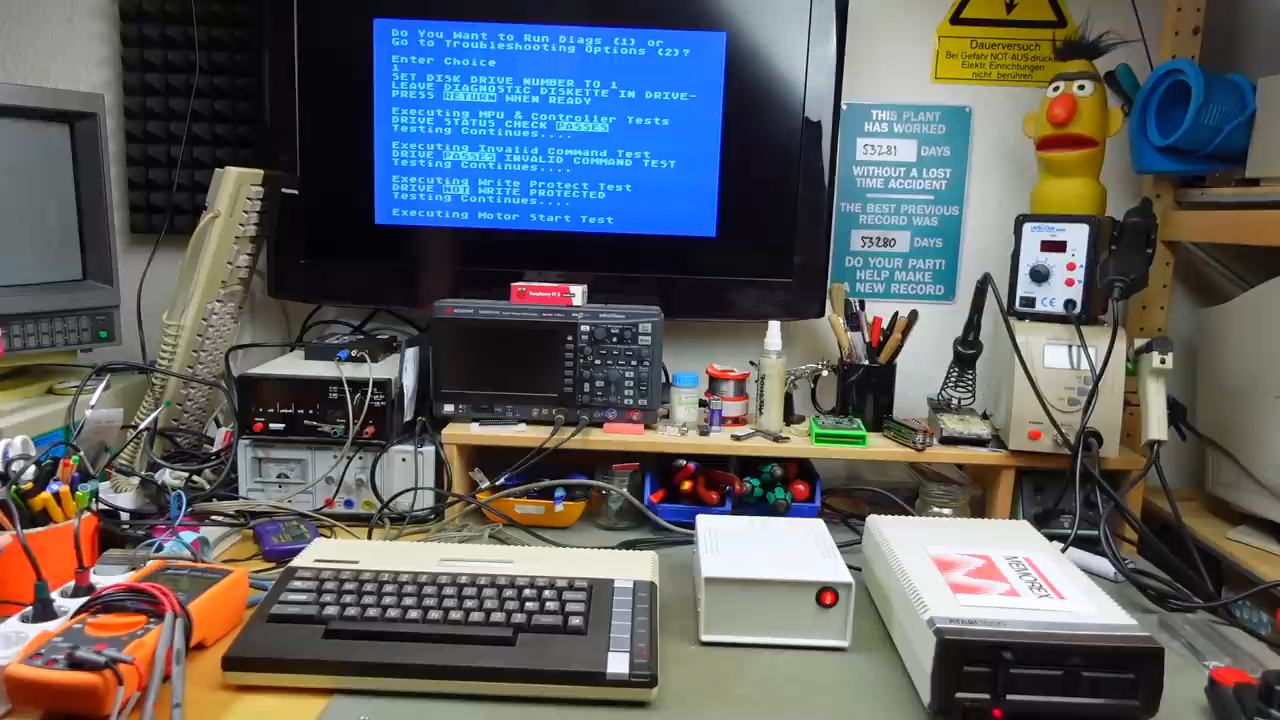 Do You Want to Run Diags (1) or
Go to Troubleshooting Options (2)?
Enter Choice
1
SET DISK DRIVE NUMBER TO 1
LEAVE DIAGNOSTIC DISKETTE IN DRIVE-
PRESS RETURN WHEN READY
Executing MPU & Controller Tests
DRIVE STATUS CHECK PASSES
Testing Continues....
Executing Invalid Command Test
DRIVE PASSES INVALID COMMAND TEST
Testing Continues....
Executing Write Protect Test
DRIVE NOT WRITE PROTECTED
Testing Continues....
Executing Motor Start Test
Dauerversuch
Bei Gefahr NOT-AUS drücken
Elektr. Einrichtungen
nicht berühren
THIS PLANT
HAS WORKED
53281 DAYS
WITHOUT A LOST
TIME ACCIDENT
THE BEST PREVIOUS
RECORD WAS
53280 DAYS
DO YOUR PART!
HELP MAKE
A NEW RECORD
Raspberry Pi
CE
MEMOREX
ATARI